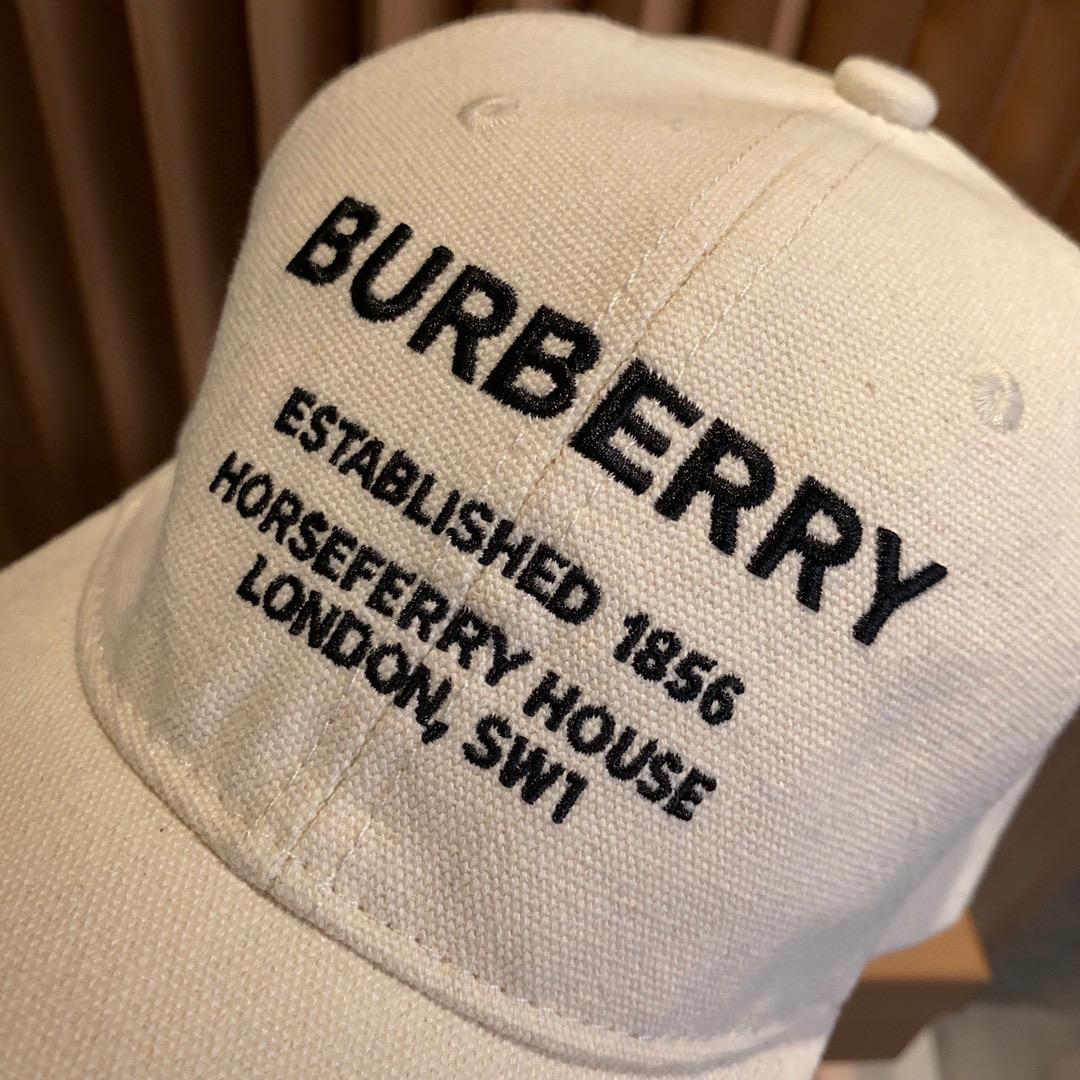 BURBERRY
ESTABLISHED 1856
HORSEFERRY HOUSE
LONDON, SW1